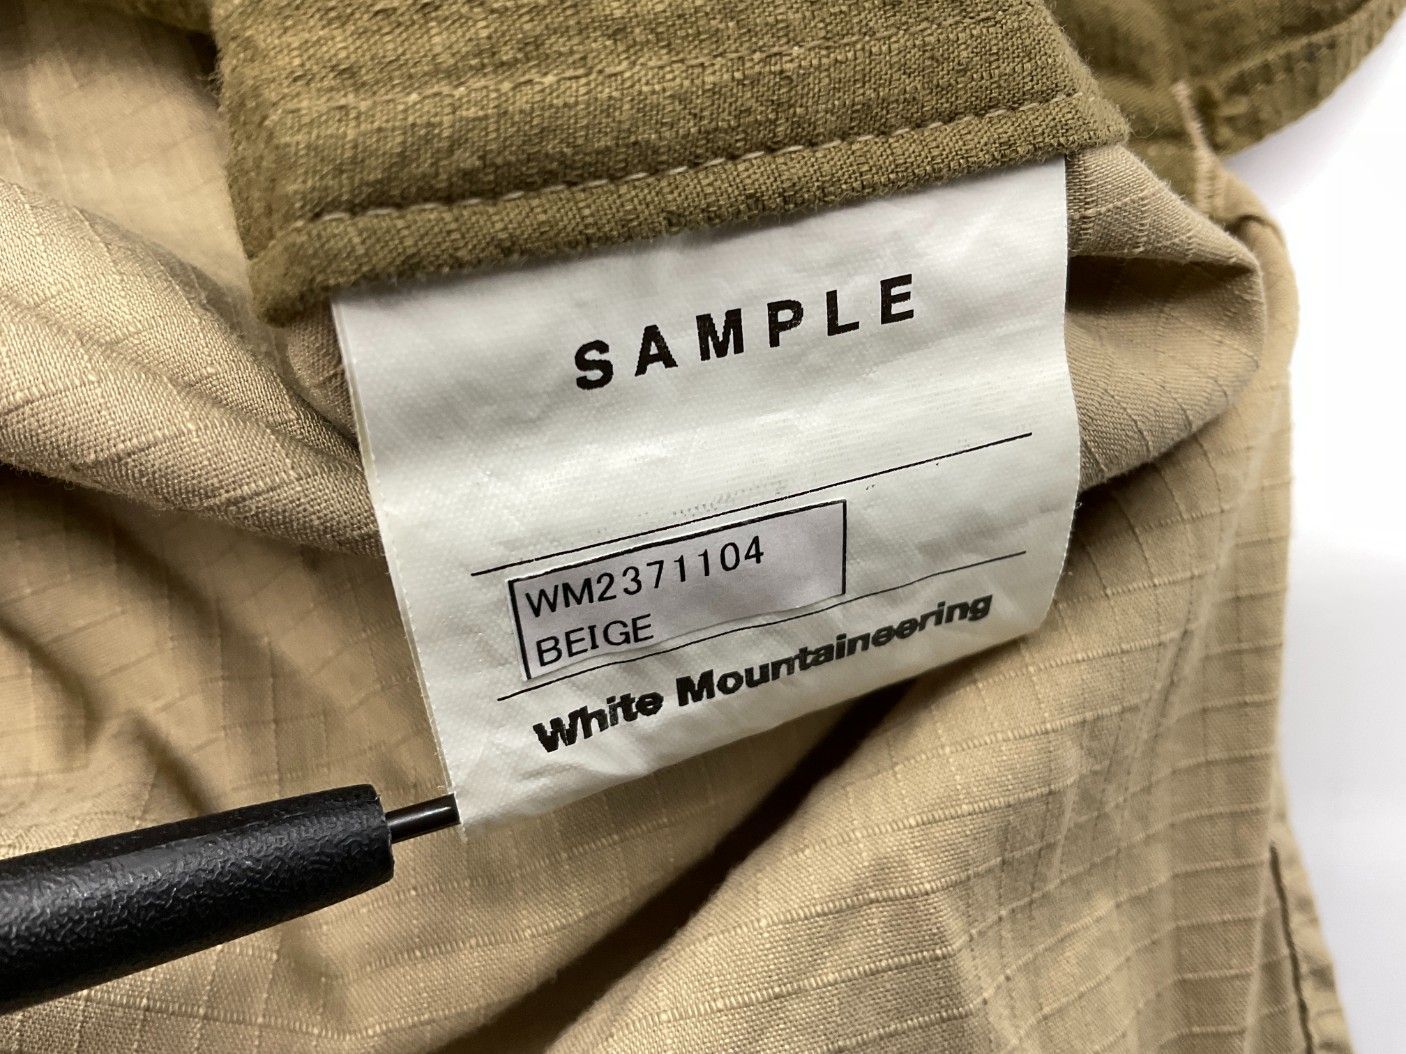 SAMPLE
WM2371104
BEIGE
White Mountaineering